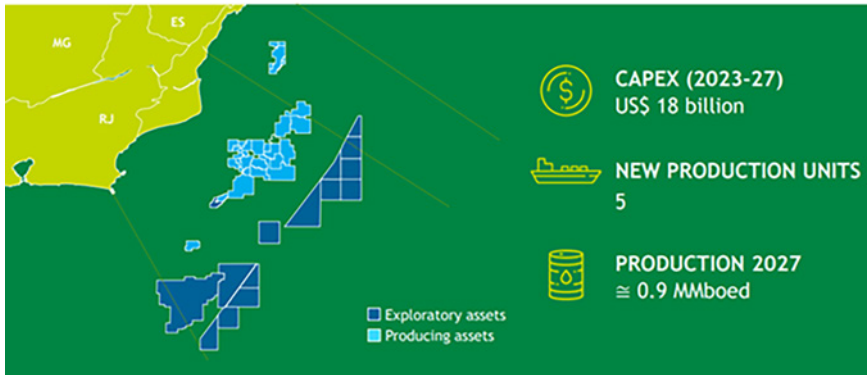 ES
MG
RJ
CAPEX (2023-27)
US$ 18 billion
NEW PRODUCTION UNITS
5
PRODUCTION 2027
≅ 0.9 MMboed
Exploratory assets
Producing assets